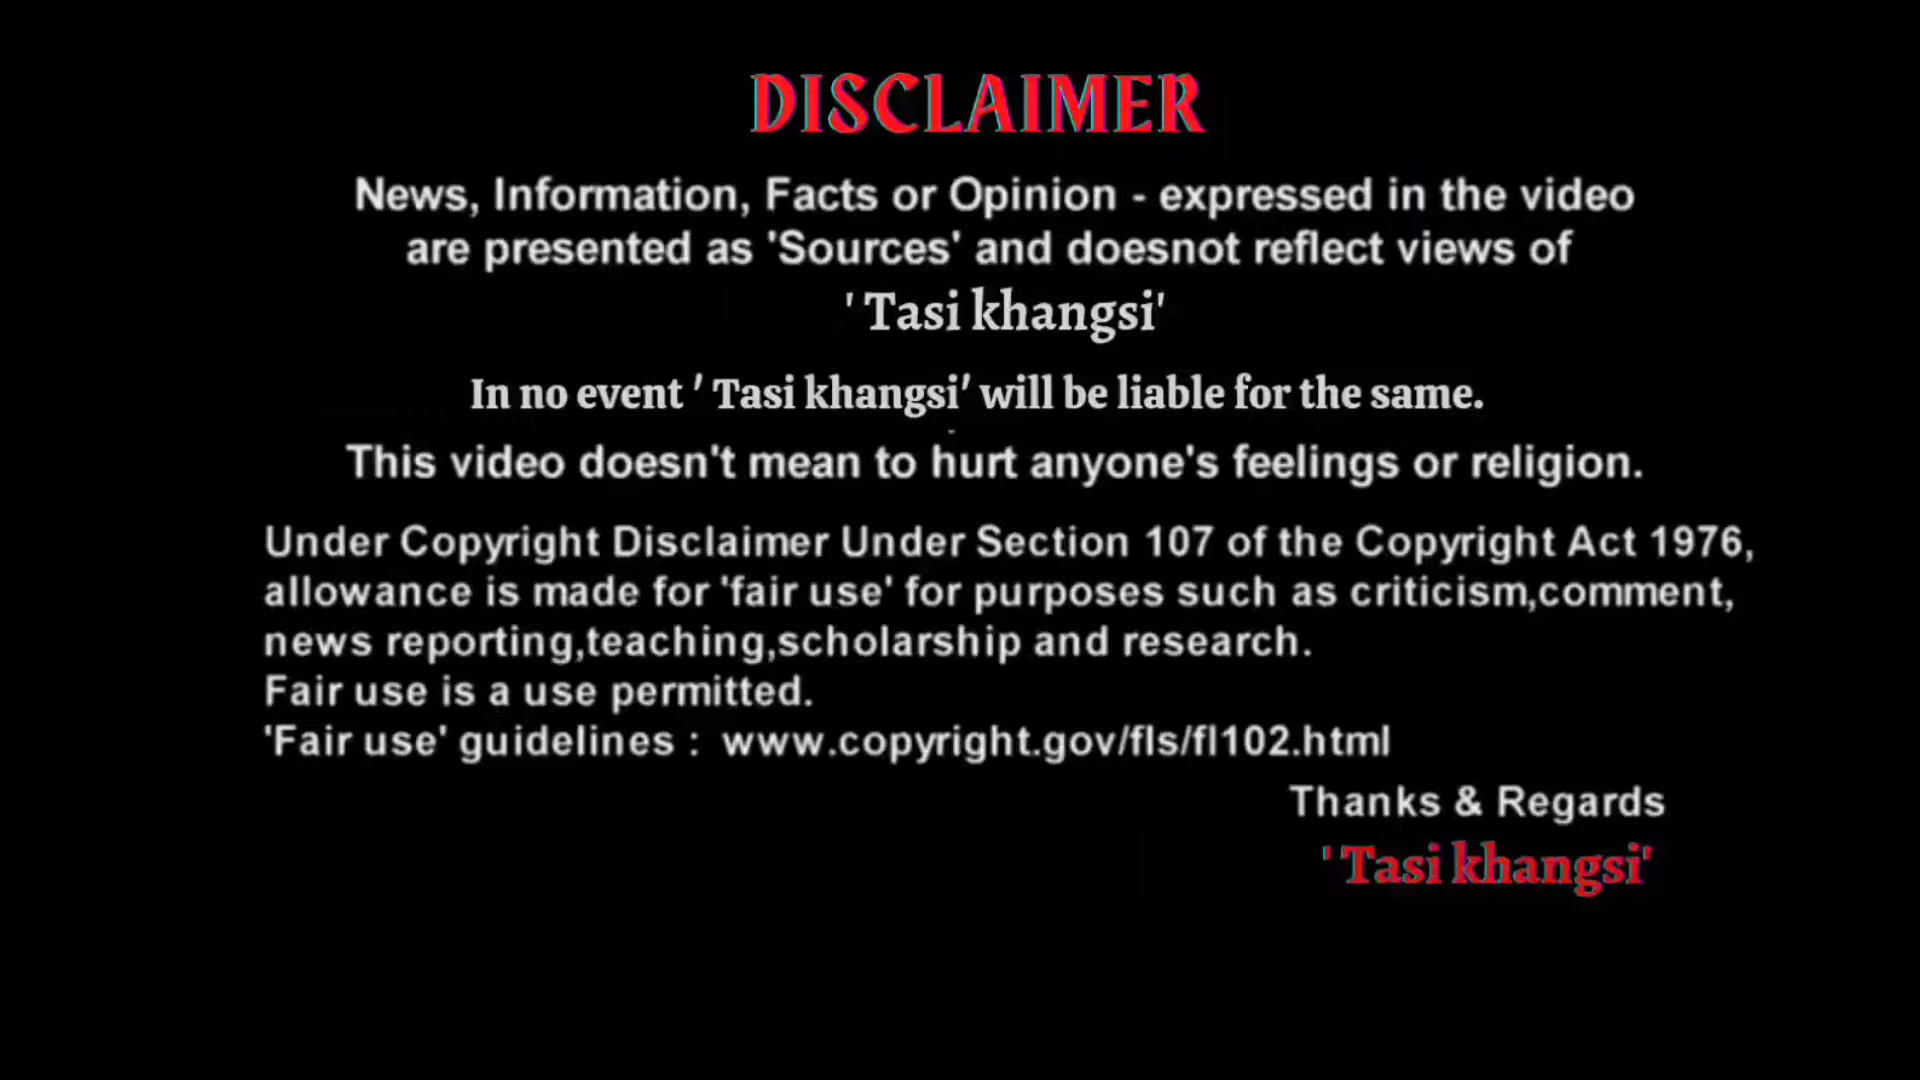 DISCLAIMER
News, Information, Facts or Opinion - expressed in the video
are presented as 'Sources' and doesnot reflect views of
' Tasi khangsi'
In no event ' Tasi khangsi' will be liable for the same.
This video doesn't mean to hurt anyone's feelings or religion.
Under Copyright Disclaimer Under Section 107 of the Copyright Act 1976,
allowance is made for 'fair use' for purposes such as criticism,comment,
news reporting,teaching,scholarship and research.
Fair use is a use permitted.
'Fair use' guidelines : www.copyright.gov/fls/fl102.html
Thanks & Regards
' Tasi khangsi'